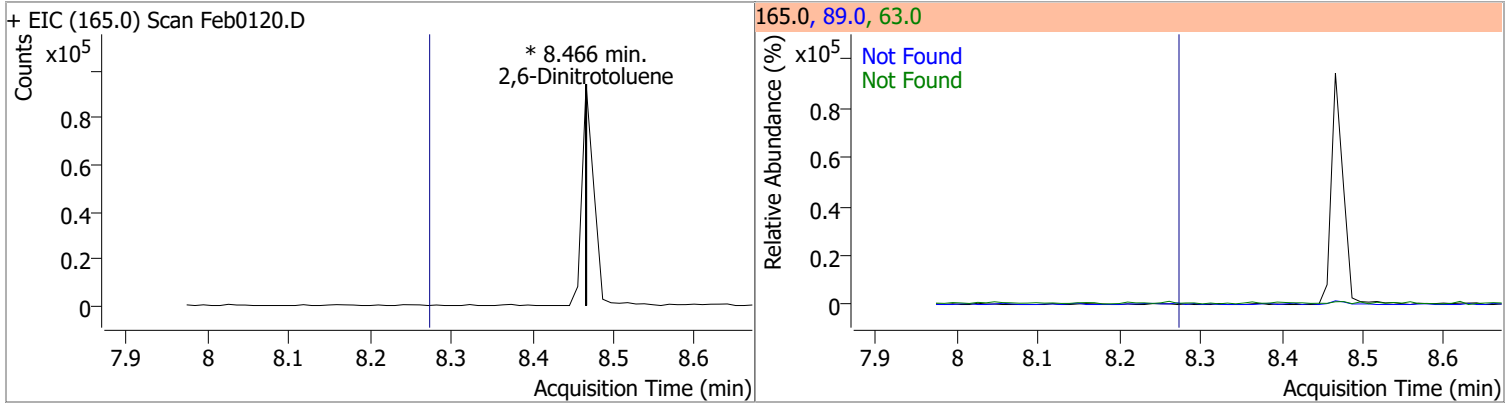 + EIC (165.0) Scan Feb0120.D
Counts
x10⁵
* 8.466 min.
2,6-Dinitrotoluene
0.8
0.6
0.4
0.2
0
7.9 8 8.1 8.2 8.3 8.4 8.5 8.6
Acquisition Time (min)
165.0, 89.0, 63.0
Relative Abundance (%)
x10⁵
Not Found
Not Found
0.8
0.6
0.4
0.2
0
7.9 8 8.1 8.2 8.3 8.4 8.5 8.6
Acquisition Time (min)